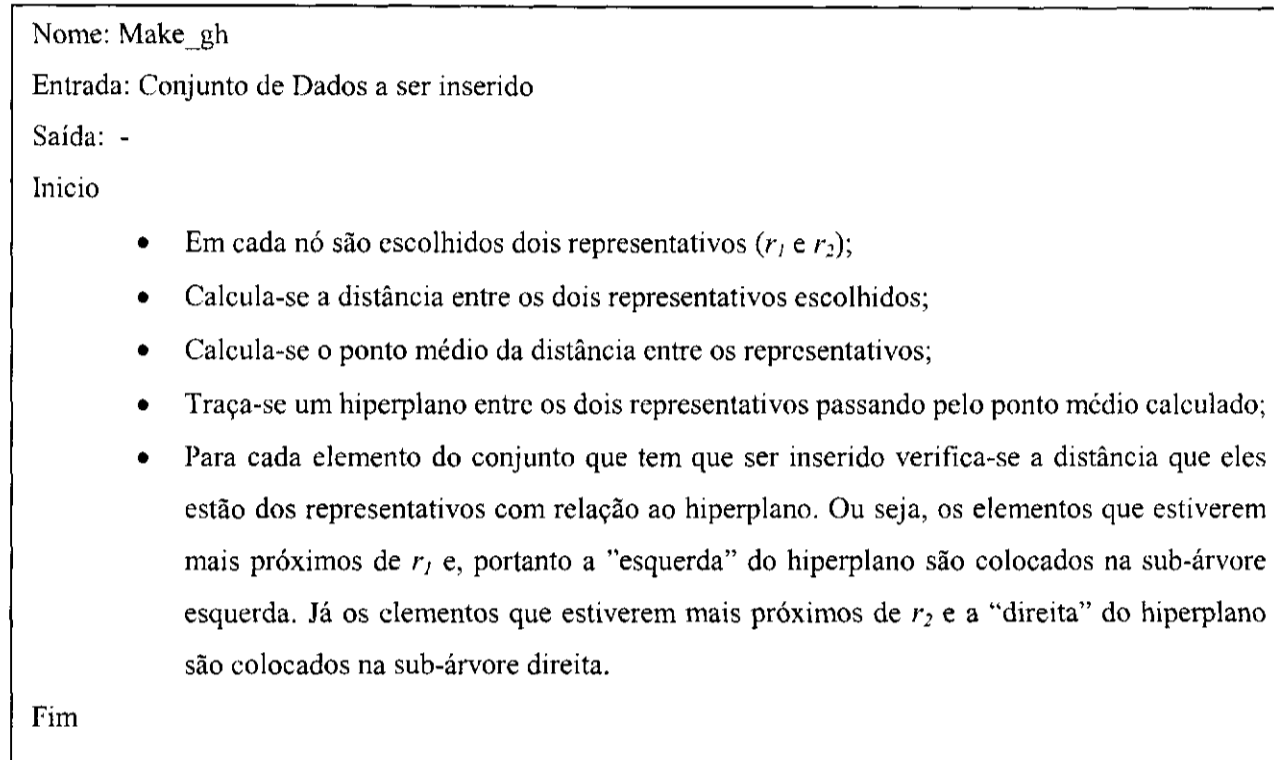 Nome: Make_gh
Entrada: Conjunto de Dados a ser inserido
Saída: -
Inicio
• Em cada nó são escolhidos dois representativos (r₁ e r₂);
• Calcula-se a distância entre os dois representativos escolhidos;
• Calcula-se o ponto médio da distância entre os representativos;
• Traça-se um hiperplano entre os dois representativos passando pelo ponto médio calculado;
• Para cada elemento do conjunto que tem que ser inserido verifica-se a distância que eles
estão dos representativos com relação ao hiperplano. Ou seja, os elementos que estiverem
mais próximos de r₁ e, portanto a "esquerda" do hiperplano são colocados na sub-árvore
esquerda. Já os elementos que estiverem mais próximos de r₂ e a “direita” do hiperplano
são colocados na sub-árvore direita.
Fim